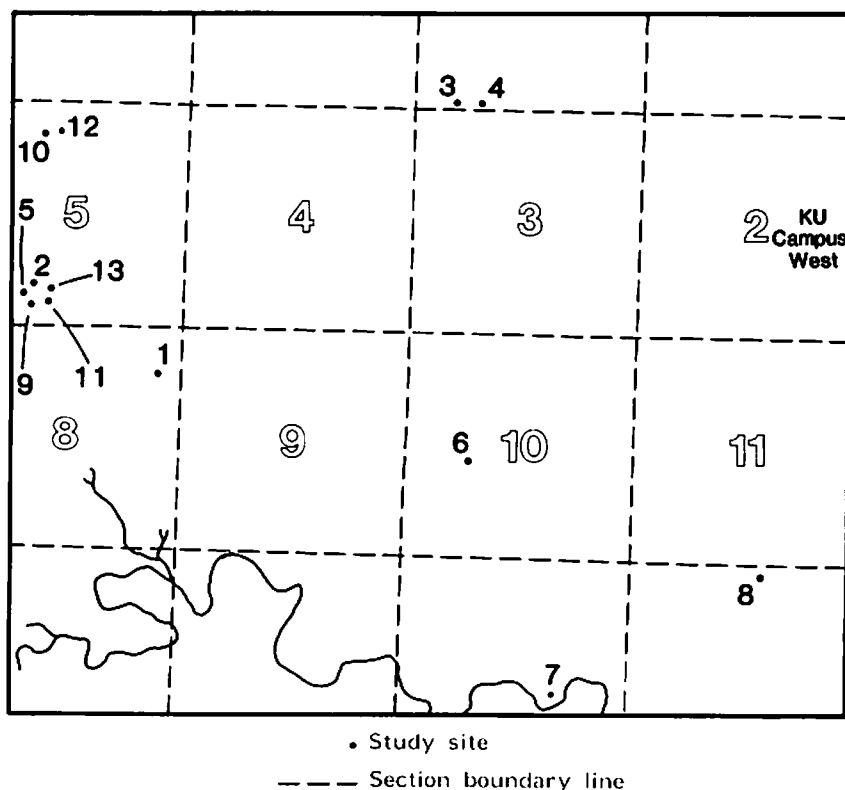 3 4
10 12
5 5 4 3 2 KU
Campus
West
2 13
1
9 11
8 9 6 10 11
8
7
• Study site
--- Section boundary line